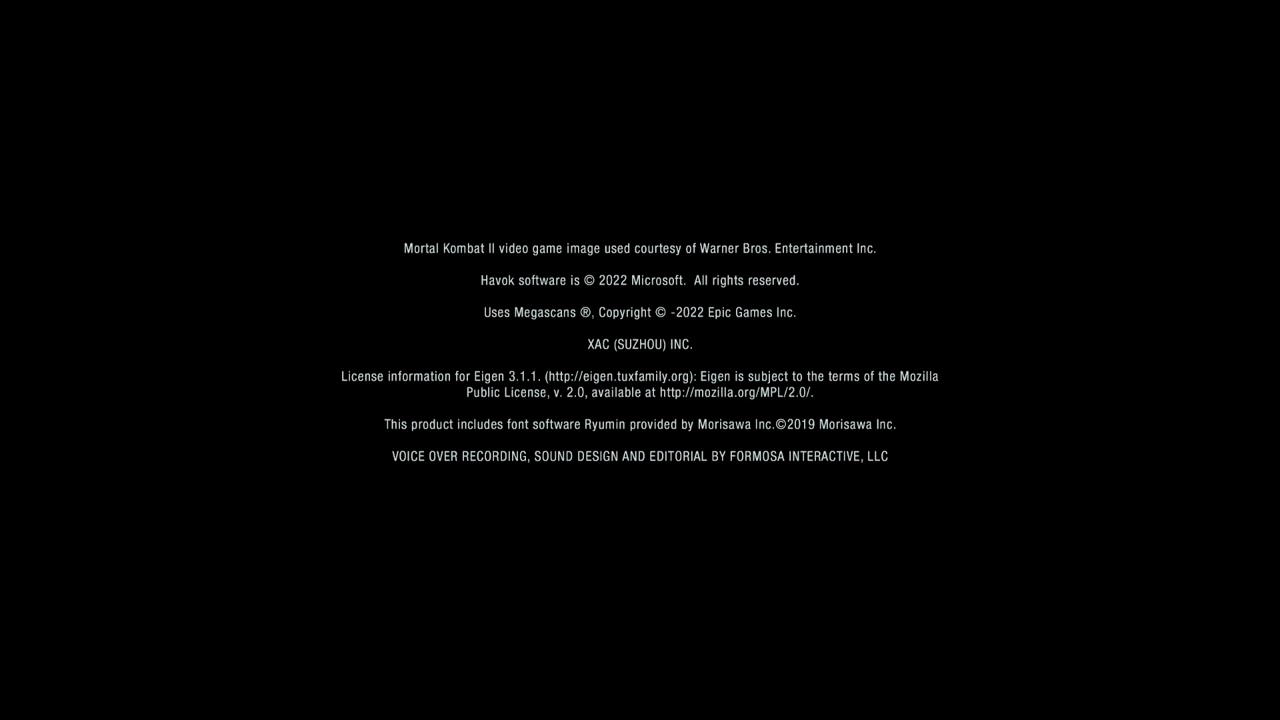 Mortal Kombat II video game image used courtesy of Warner Bros. Entertainment Inc.
Havok software is © 2022 Microsoft.  All rights reserved.
Uses Megascans ®, Copyright © -2022 Epic Games Inc.
XAC (SUZHOU) INC.
License information for Eigen 3.1.1. (http://eigen.tuxfamily.org): Eigen is subject to the terms of the Mozilla
Public License, v. 2.0, available at http://mozilla.org/MPL/2.0/.
This product includes font software Ryumin provided by Morisawa Inc.©2019 Morisawa Inc.
VOICE OVER RECORDING, SOUND DESIGN AND EDITORIAL BY FORMOSA INTERACTIVE, LLC